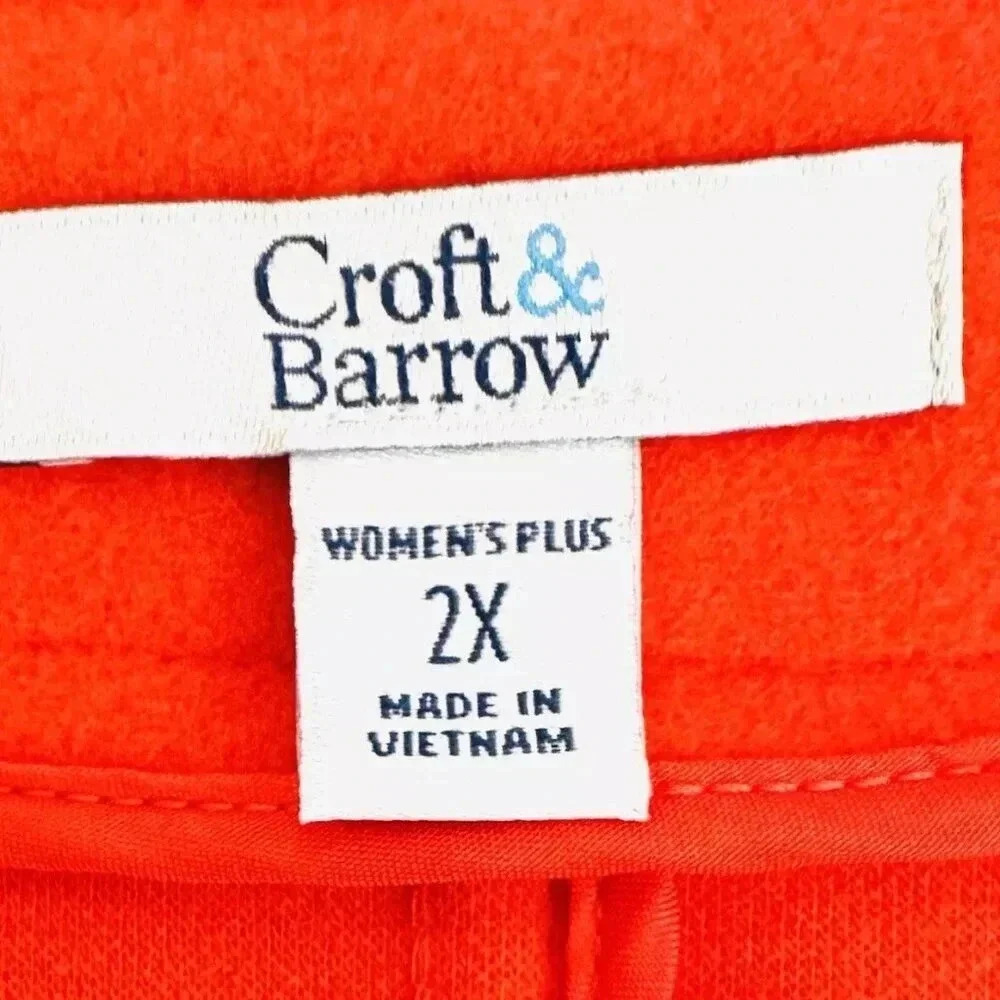 Croft&
Barrow
WOMEN'S PLUS
2X
MADE IN
VIETNAM